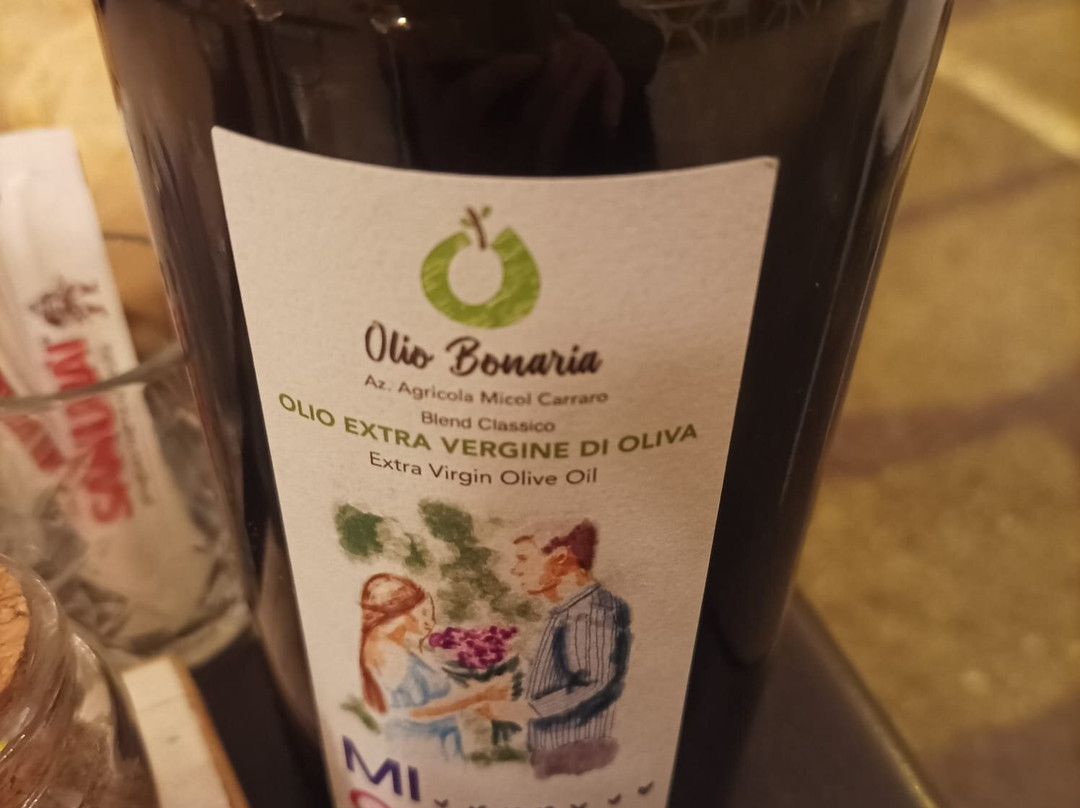 Olio Bonaria
Az. Agricola Micol Carraro
Blend Classico
OLIO EXTRA VERGINE DI OLIVA
Extra Virgin Olive Oil
MI